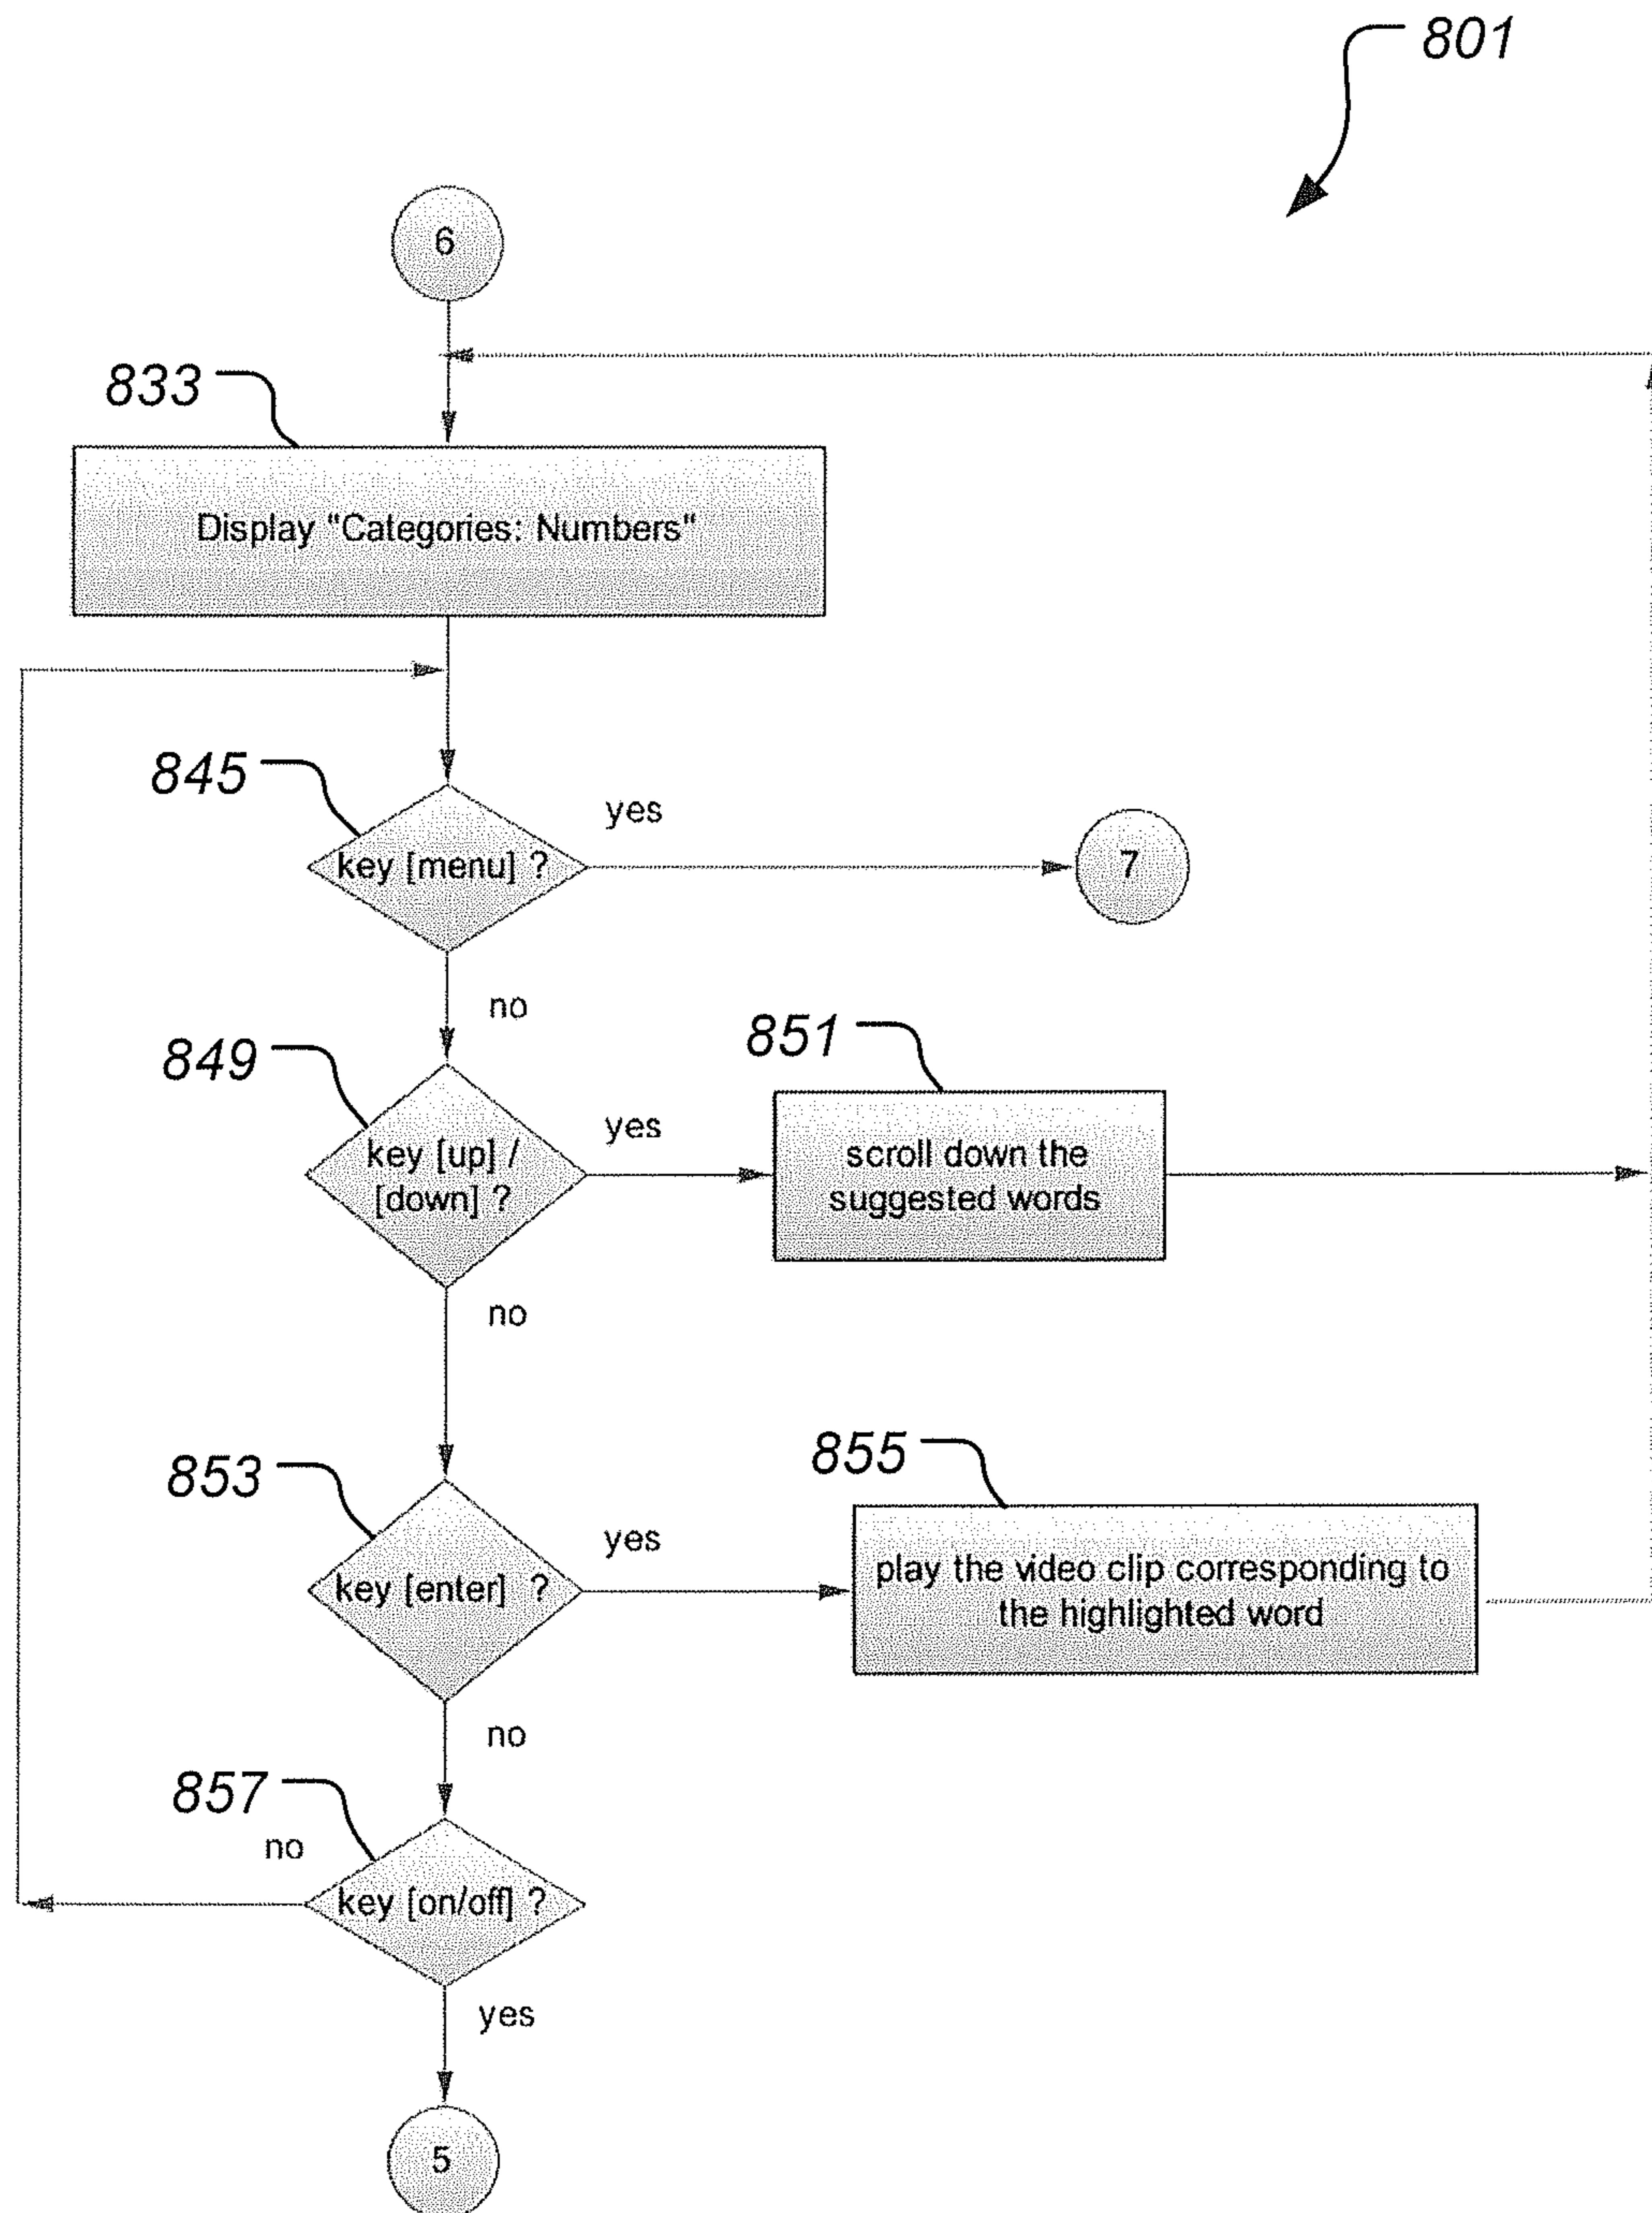 801
6
833
Display "Categories: Numbers"
845
key [menu] ?
yes
7
no
849
key [up] /
[down] ?
yes
851
scroll down the
suggested words
no
853
key [enter] ?
yes
855
play the video clip corresponding to
the highlighted word
no
857
no
key [on/off] ?
yes
5